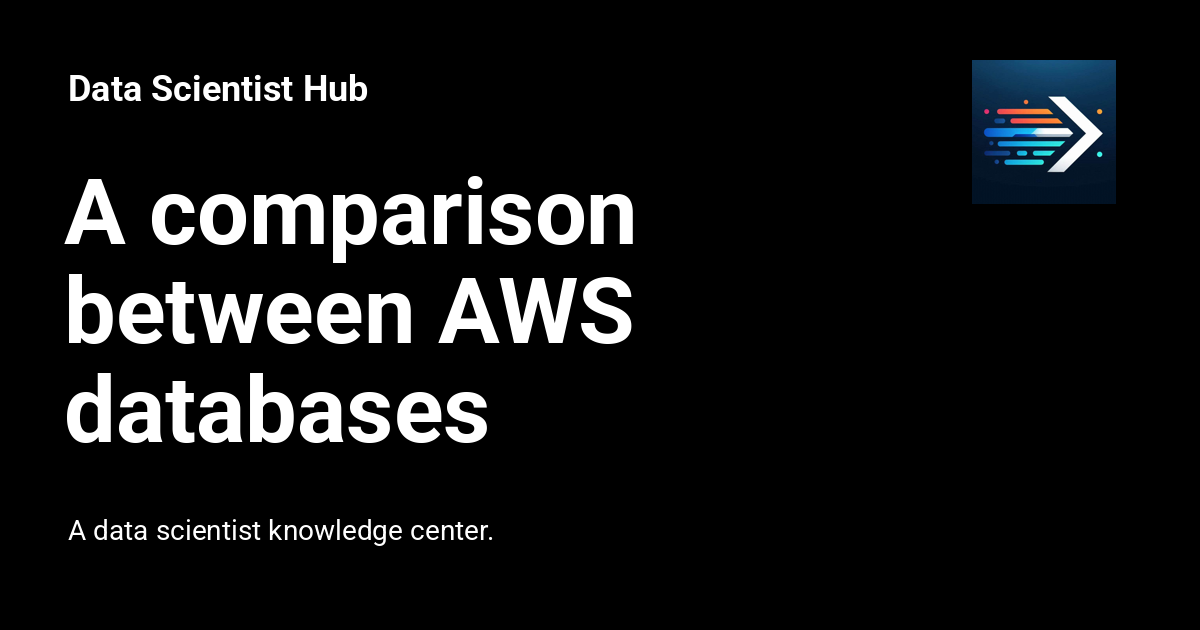 Data Scientist Hub
A comparison
between AWS
databases
A data scientist knowledge center.